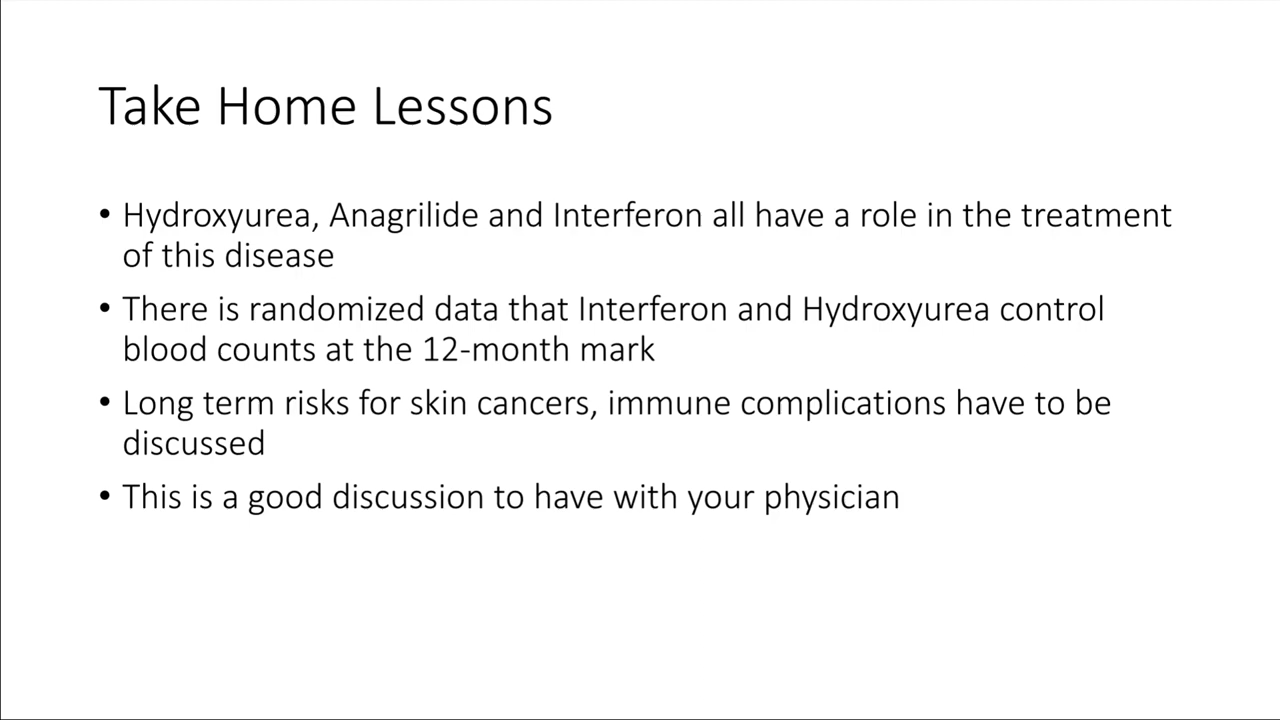 Take Home Lessons
• Hydroxyurea, Anagrilide and Interferon all have a role in the treatment
of this disease
• There is randomized data that Interferon and Hydroxyurea control
blood counts at the 12-month mark
• Long term risks for skin cancers, immune complications have to be
discussed
• This is a good discussion to have with your physician